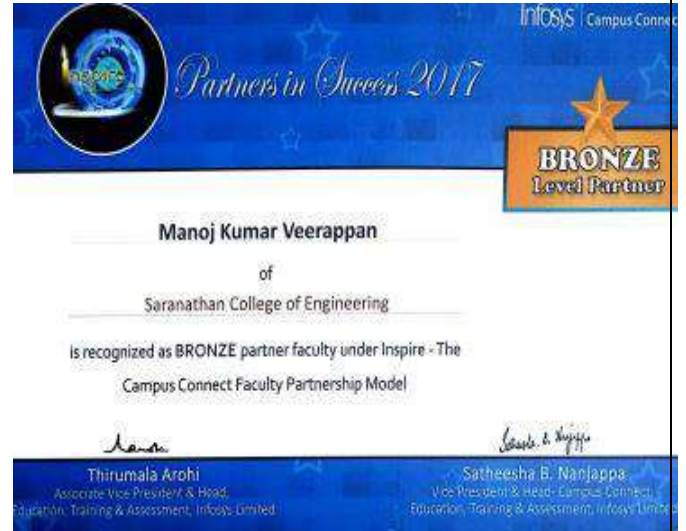 Infosys | Campus Connec
Inspire
Partners in Success 2017
BRONZE
Level Partner
Manoj Kumar Veerappan
of
Saranathan College of Engineering
is recognized as BRONZE partner faculty under Inspire - The
Campus Connect Faculty Partnership Model
Thirumala Arohi
Associate Vice President & Head,
Education, Training & Assessment, Infosys Limited
Satheesha B. Nanjappa
Vice President & Head- Campus Connect
Education, Training & Assessment, Infosys Limited